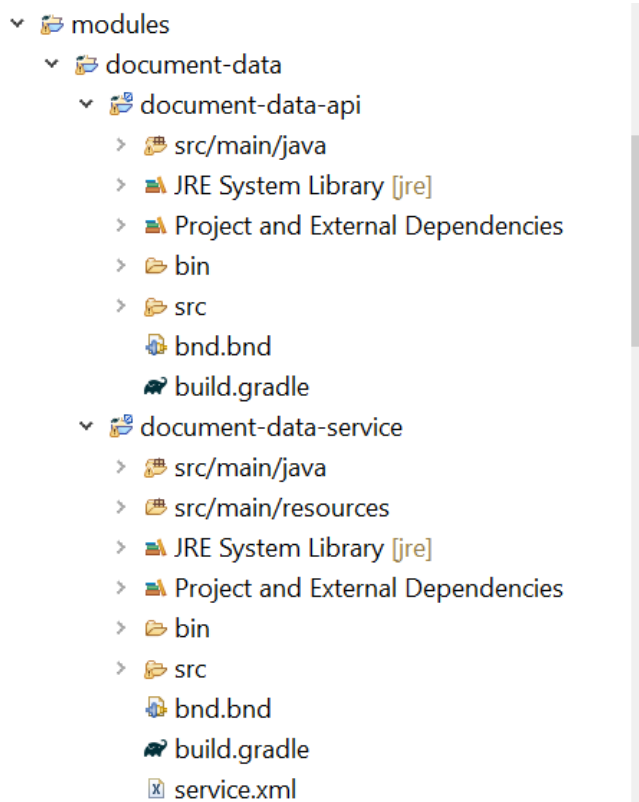 modules
document-data
document-data-api
src/main/java
JRE System Library [jre]
Project and External Dependencies
bin
src
bnd.bnd
build.gradle
document-data-service
src/main/java
src/main/resources
JRE System Library [jre]
Project and External Dependencies
bin
src
bnd.bnd
build.gradle
service.xml